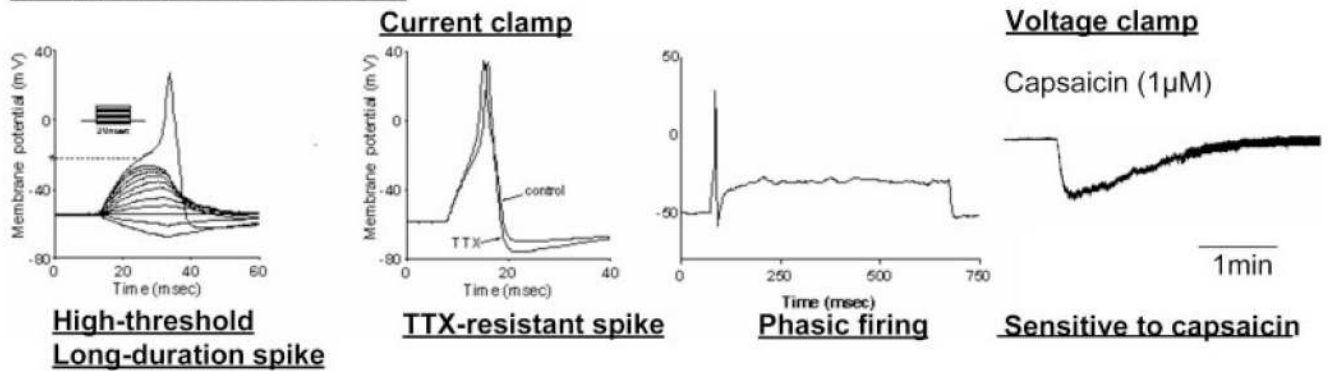 Current clamp
Voltage clamp
Capsaicin (1µM)
Membrane potential (mV)
40
0
-40
-80
0
20
40
60
Time (msec)
High-threshold
Long-duration spike
Membrane potential (mV)
40
0
-40
-80
control
TTX
0
20
40
Time (msec)
TTX-resistant spike
50
0
-50
0
250
500
750
Time (msec)
Phasic firing
1min
Sensitive to capsaicin